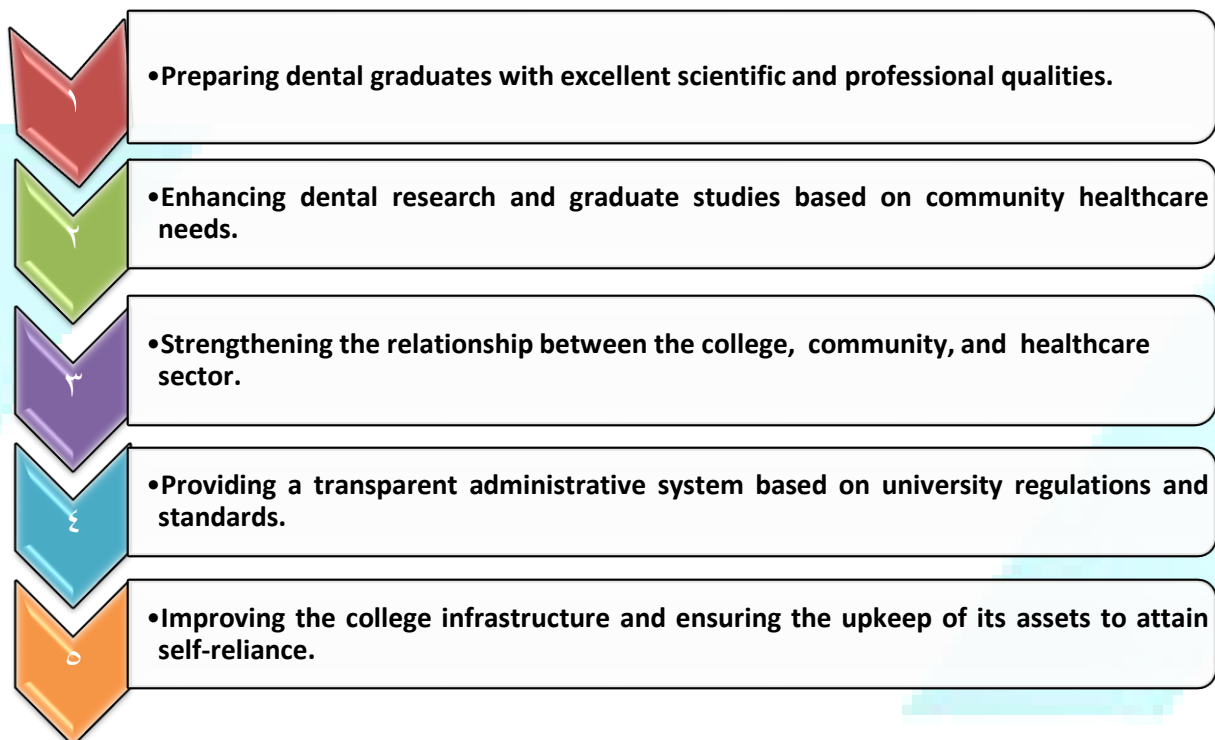 ١
•Preparing dental graduates with excellent scientific and professional qualities.
٢
•Enhancing dental research and graduate studies based on community healthcare
needs.
٣
•Strengthening the relationship between the college, community, and healthcare
sector.
٤
•Providing a transparent administrative system based on university regulations and
standards.
٥
•Improving the college infrastructure and ensuring the upkeep of its assets to attain
self-reliance.